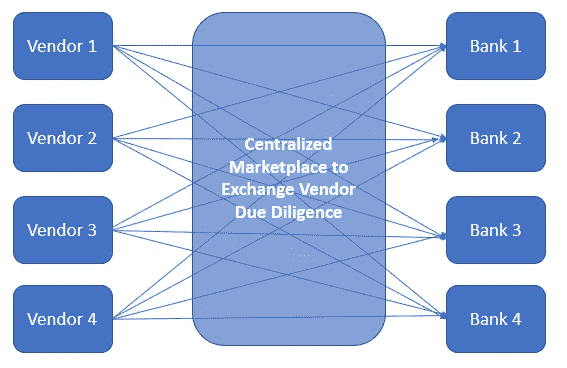 Vendor 1
Vendor 2
Vendor 3
Vendor 4
Centralized
Marketplace to
Exchange Vendor
Due Diligence
Bank 1
Bank 2
Bank 3
Bank 4